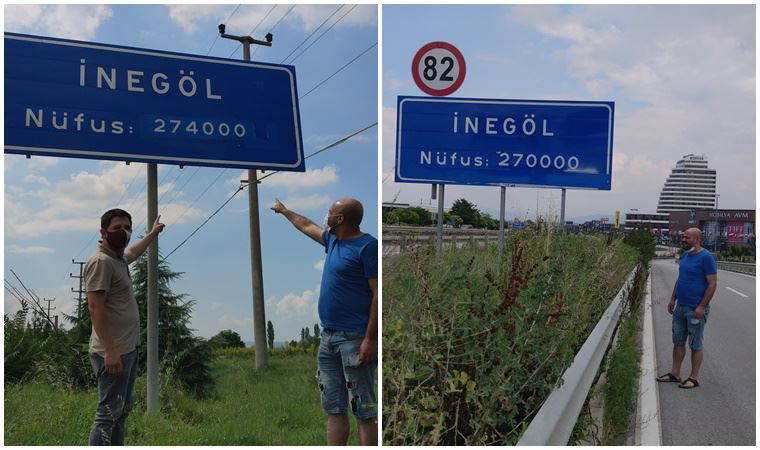 İNEGÖL
Nüfus: 274000
82
İNEGÖL
Nüfus: 270000
MOBİLYA AVM